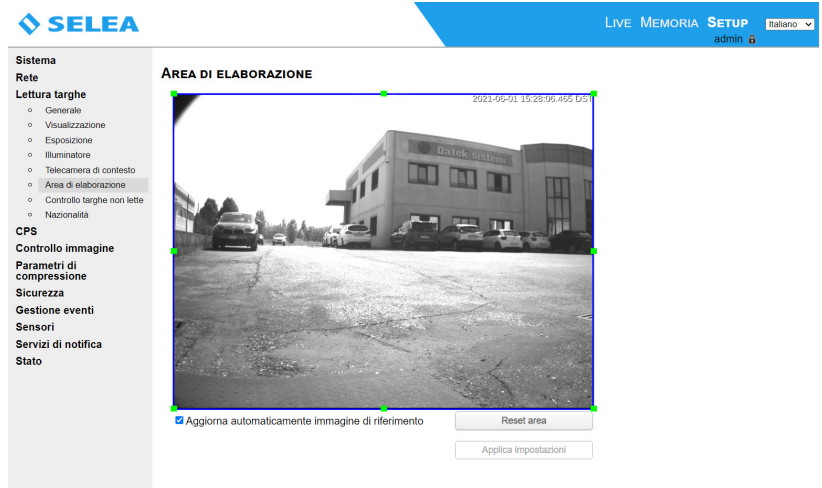 SELEA
LIVE MEMORIA SETUP
Italiano
admin
Sistema
Rete
Lettura targhe
Generale
Visualizzazione
Esposizione
Illuminatore
Telecamera di contesto
Area di elaborazione
Controllo targhe non lette
Nazionalità
CPS
Controllo immagine
Parametri di
compressione
Sicurezza
Gestione eventi
Sensori
Servizi di notifica
Stato
AREA DI ELABORAZIONE
2021-06-01 15:28:06.465 DST
Datek sistemi
Aggiorna automaticamente immagine di riferimento
Reset area
Applica impostazioni